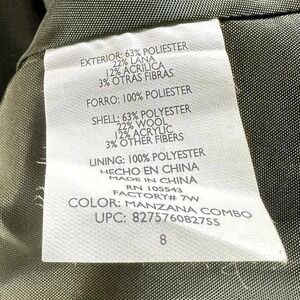 EXTERIOR: 63% POLIESTER
22% LANA
12% ACRILICA
3% OTRAS FIBRAS
FORRO: 100% POLIESTER
SHELL: 63% POLYESTER
22% WOOL
12% ACRYLIC
3% OTHER FIBERS
LINING: 100% POLYESTER
HECHO EN CHINA
MADE IN CHINA
RN 105543
FACTORY# 7W
COLOR: MANZANA COMBO
UPC: 827576082755
8